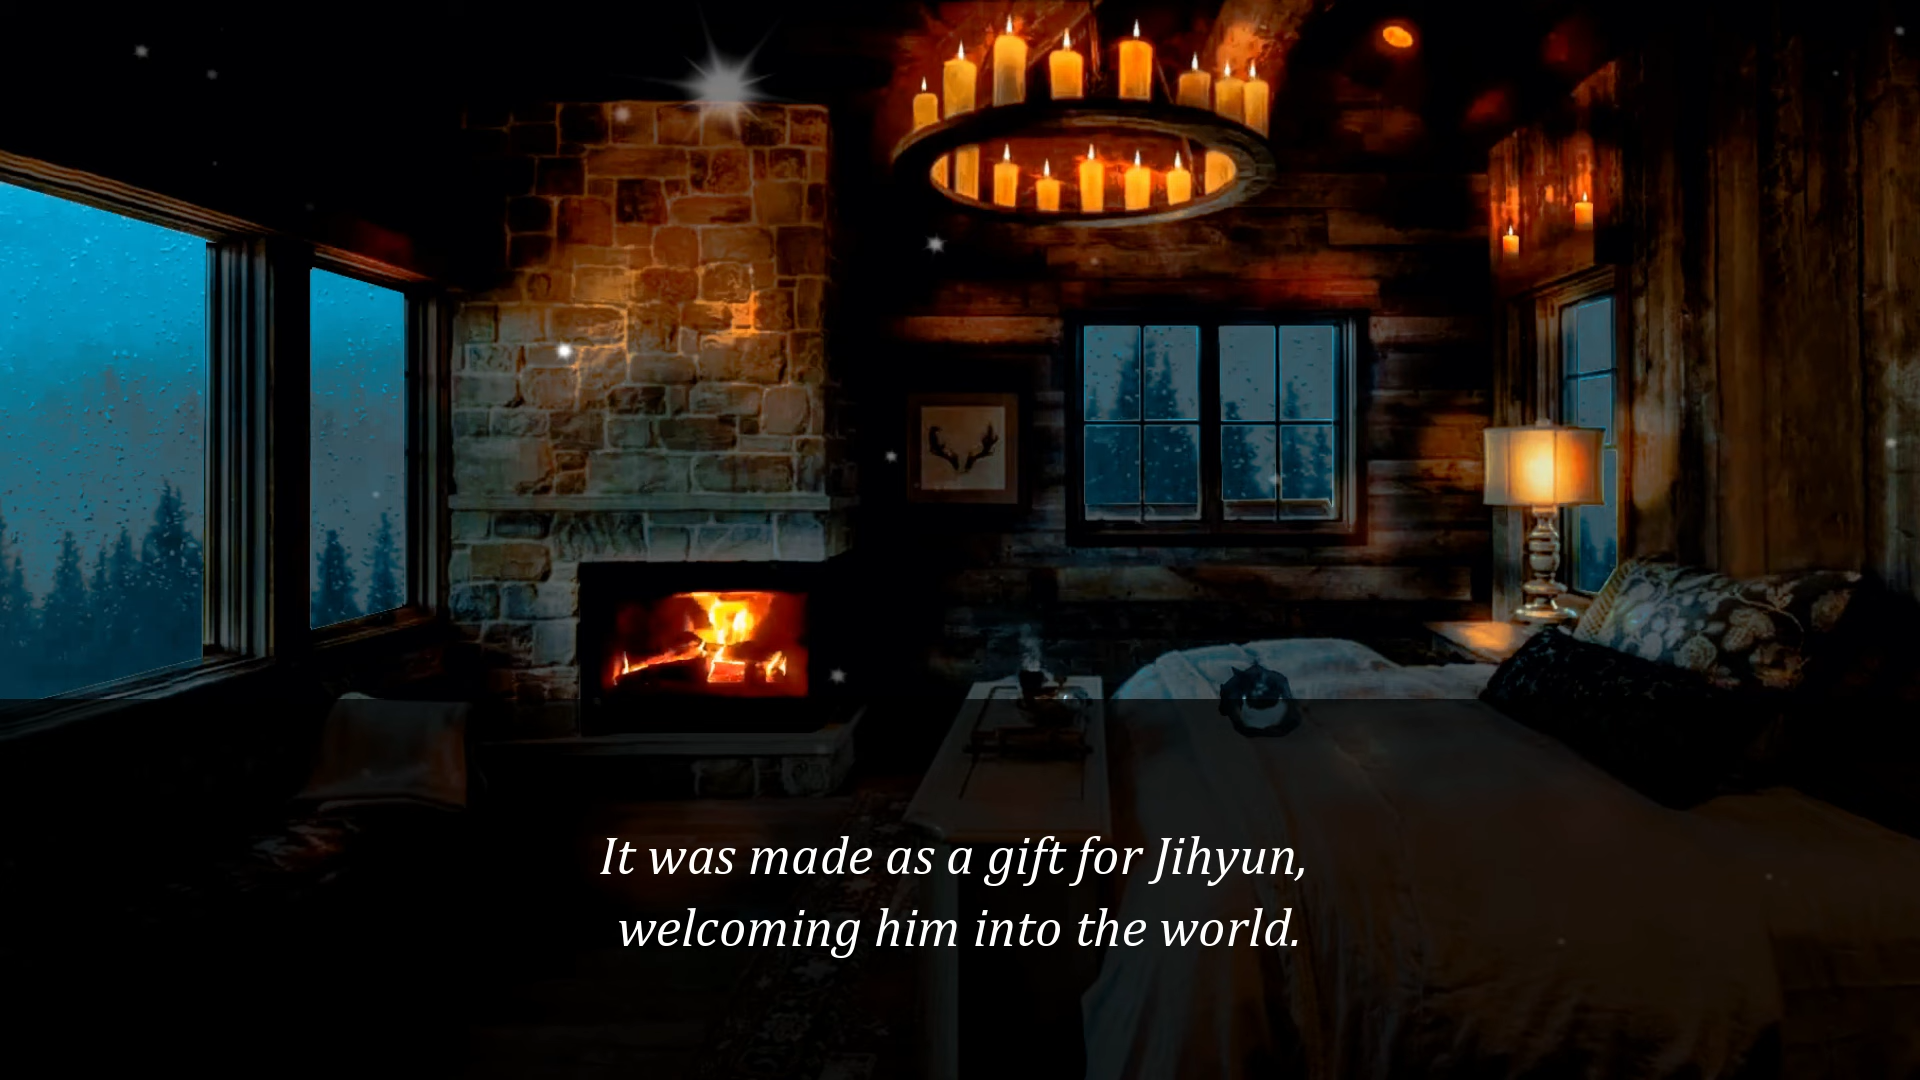 It was made as a gift for Jihyun,
welcoming him into the world.